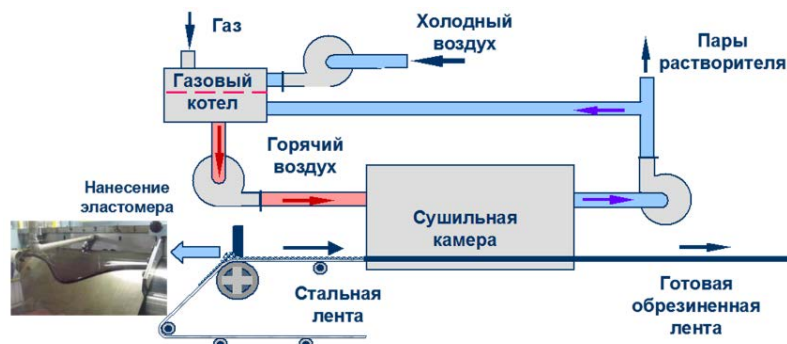 Газ
Холодный
воздух
Пары
растворителя
Газовый
котел
Горячий
воздух
Нанесение
эластомера
Сушильная
камера
Стальная
лента
Готовая
обрезиненная
лента